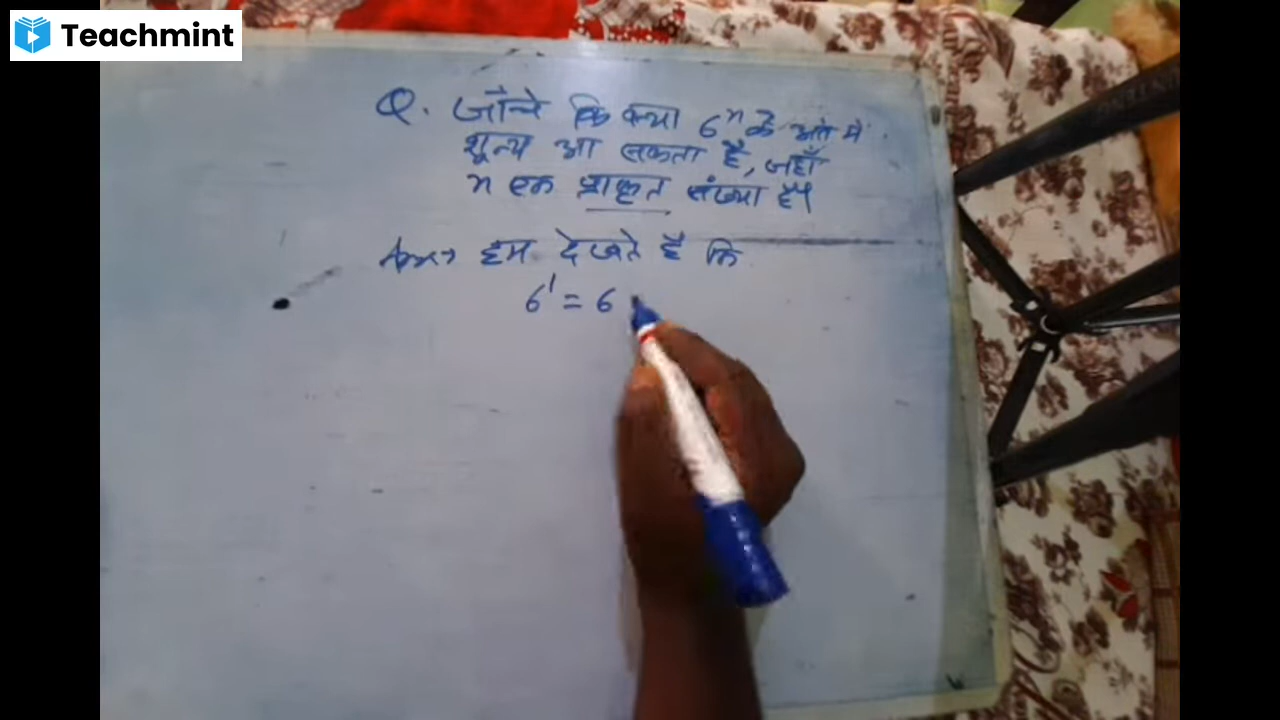 Teachmint
Q. जाँचे कि क्या 6ⁿ के अंत में
शून्य आ सकता है, जहाँ
n एक प्राकृत संख्या है।
Ans→ हम देखते है कि
6¹ = 6